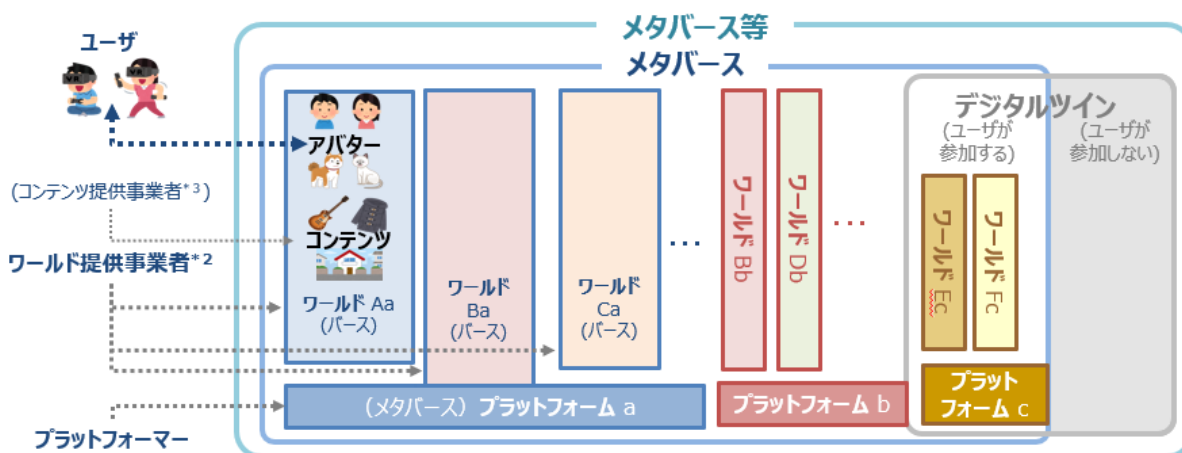 メタバース等
メタバース
ユーザ
アバター
コンテンツ
ワールド Aa
(バース)
ワールド
Ba
(バース)
ワールド
Ca
(バース)
…
ワールド Bb
ワールド Db
…
デジタルツイン
(ユーザが
参加する)
(ユーザが
参加しない)
ワールド Ec
ワールド Fc
(コンテンツ提供事業者*3)
ワールド提供事業者*2
プラットフォーマー
(メタバース) プラットフォーム a
プラットフォーム b
プラット
フォーム c